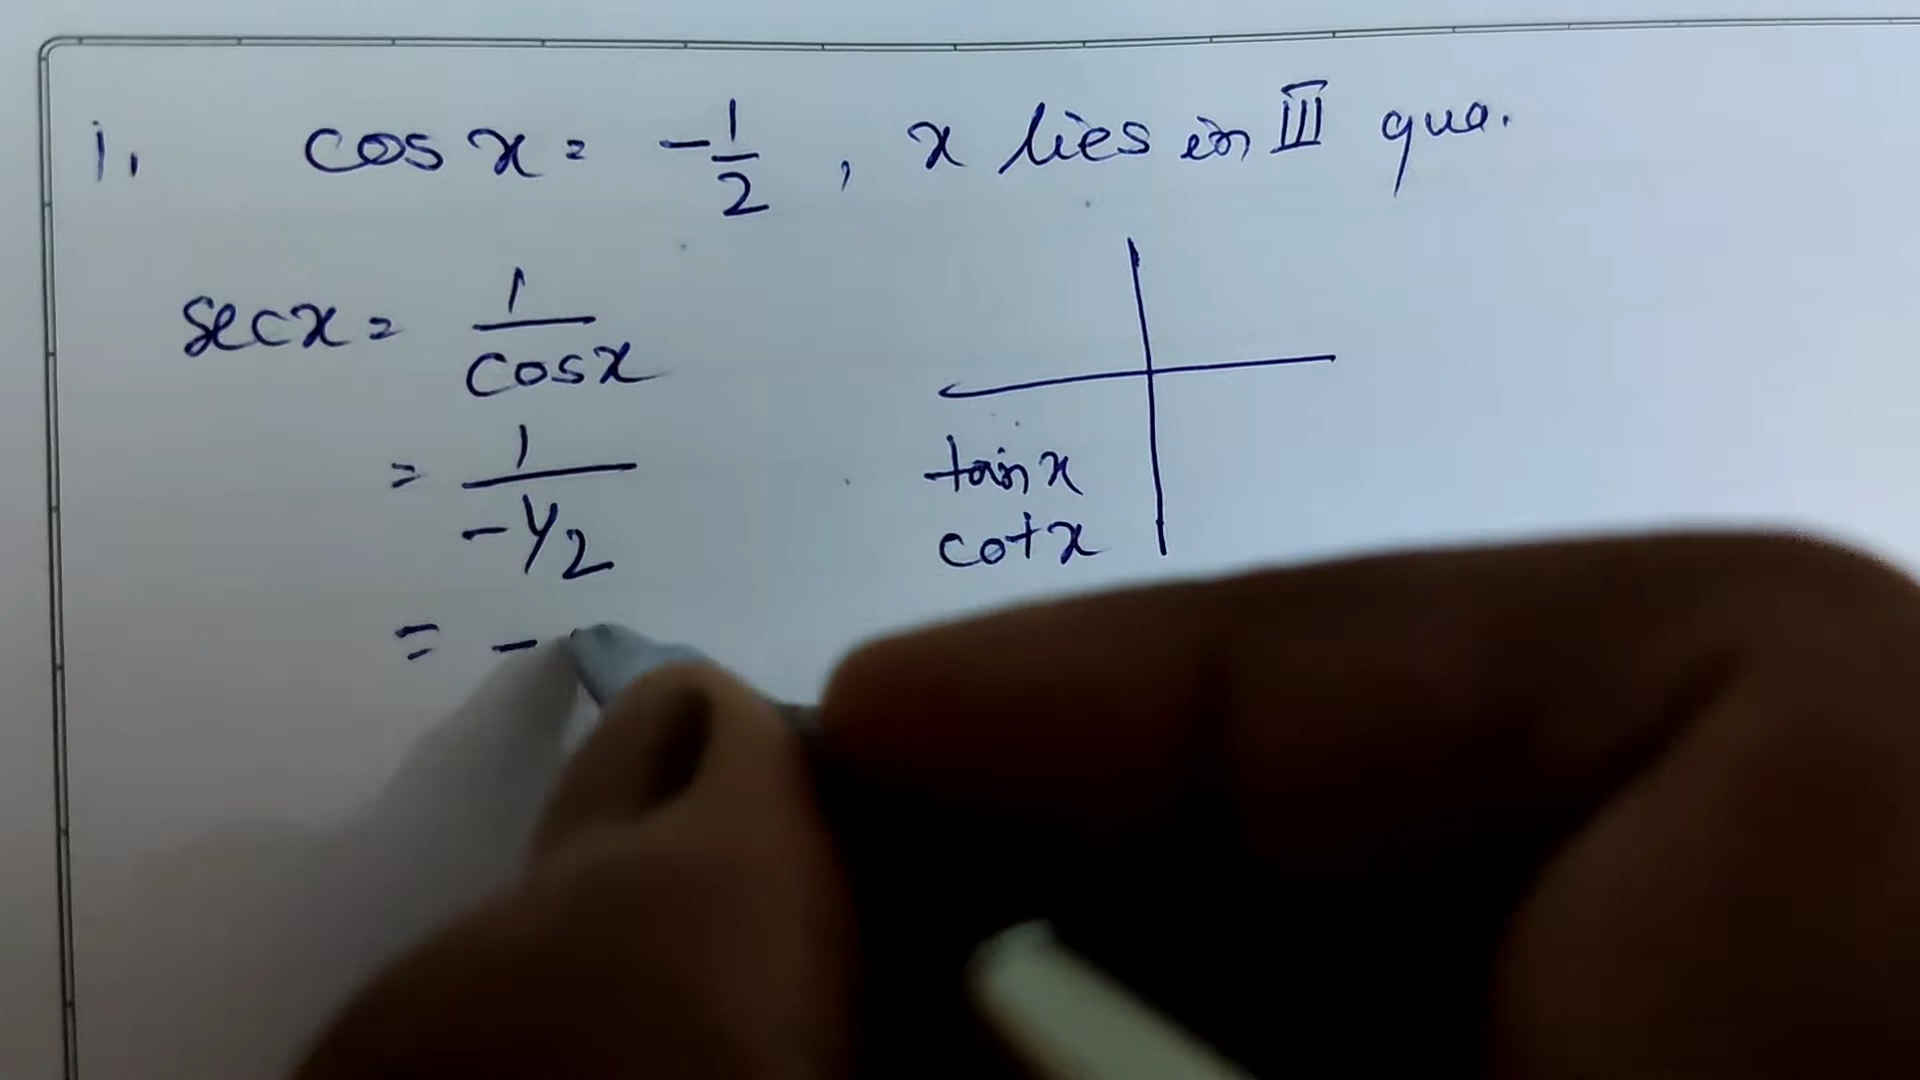 1. cos x = -1/2, x lies in III qua.
sec x = 1/cos x
= 1/-1/2
= -
tan x
cot x